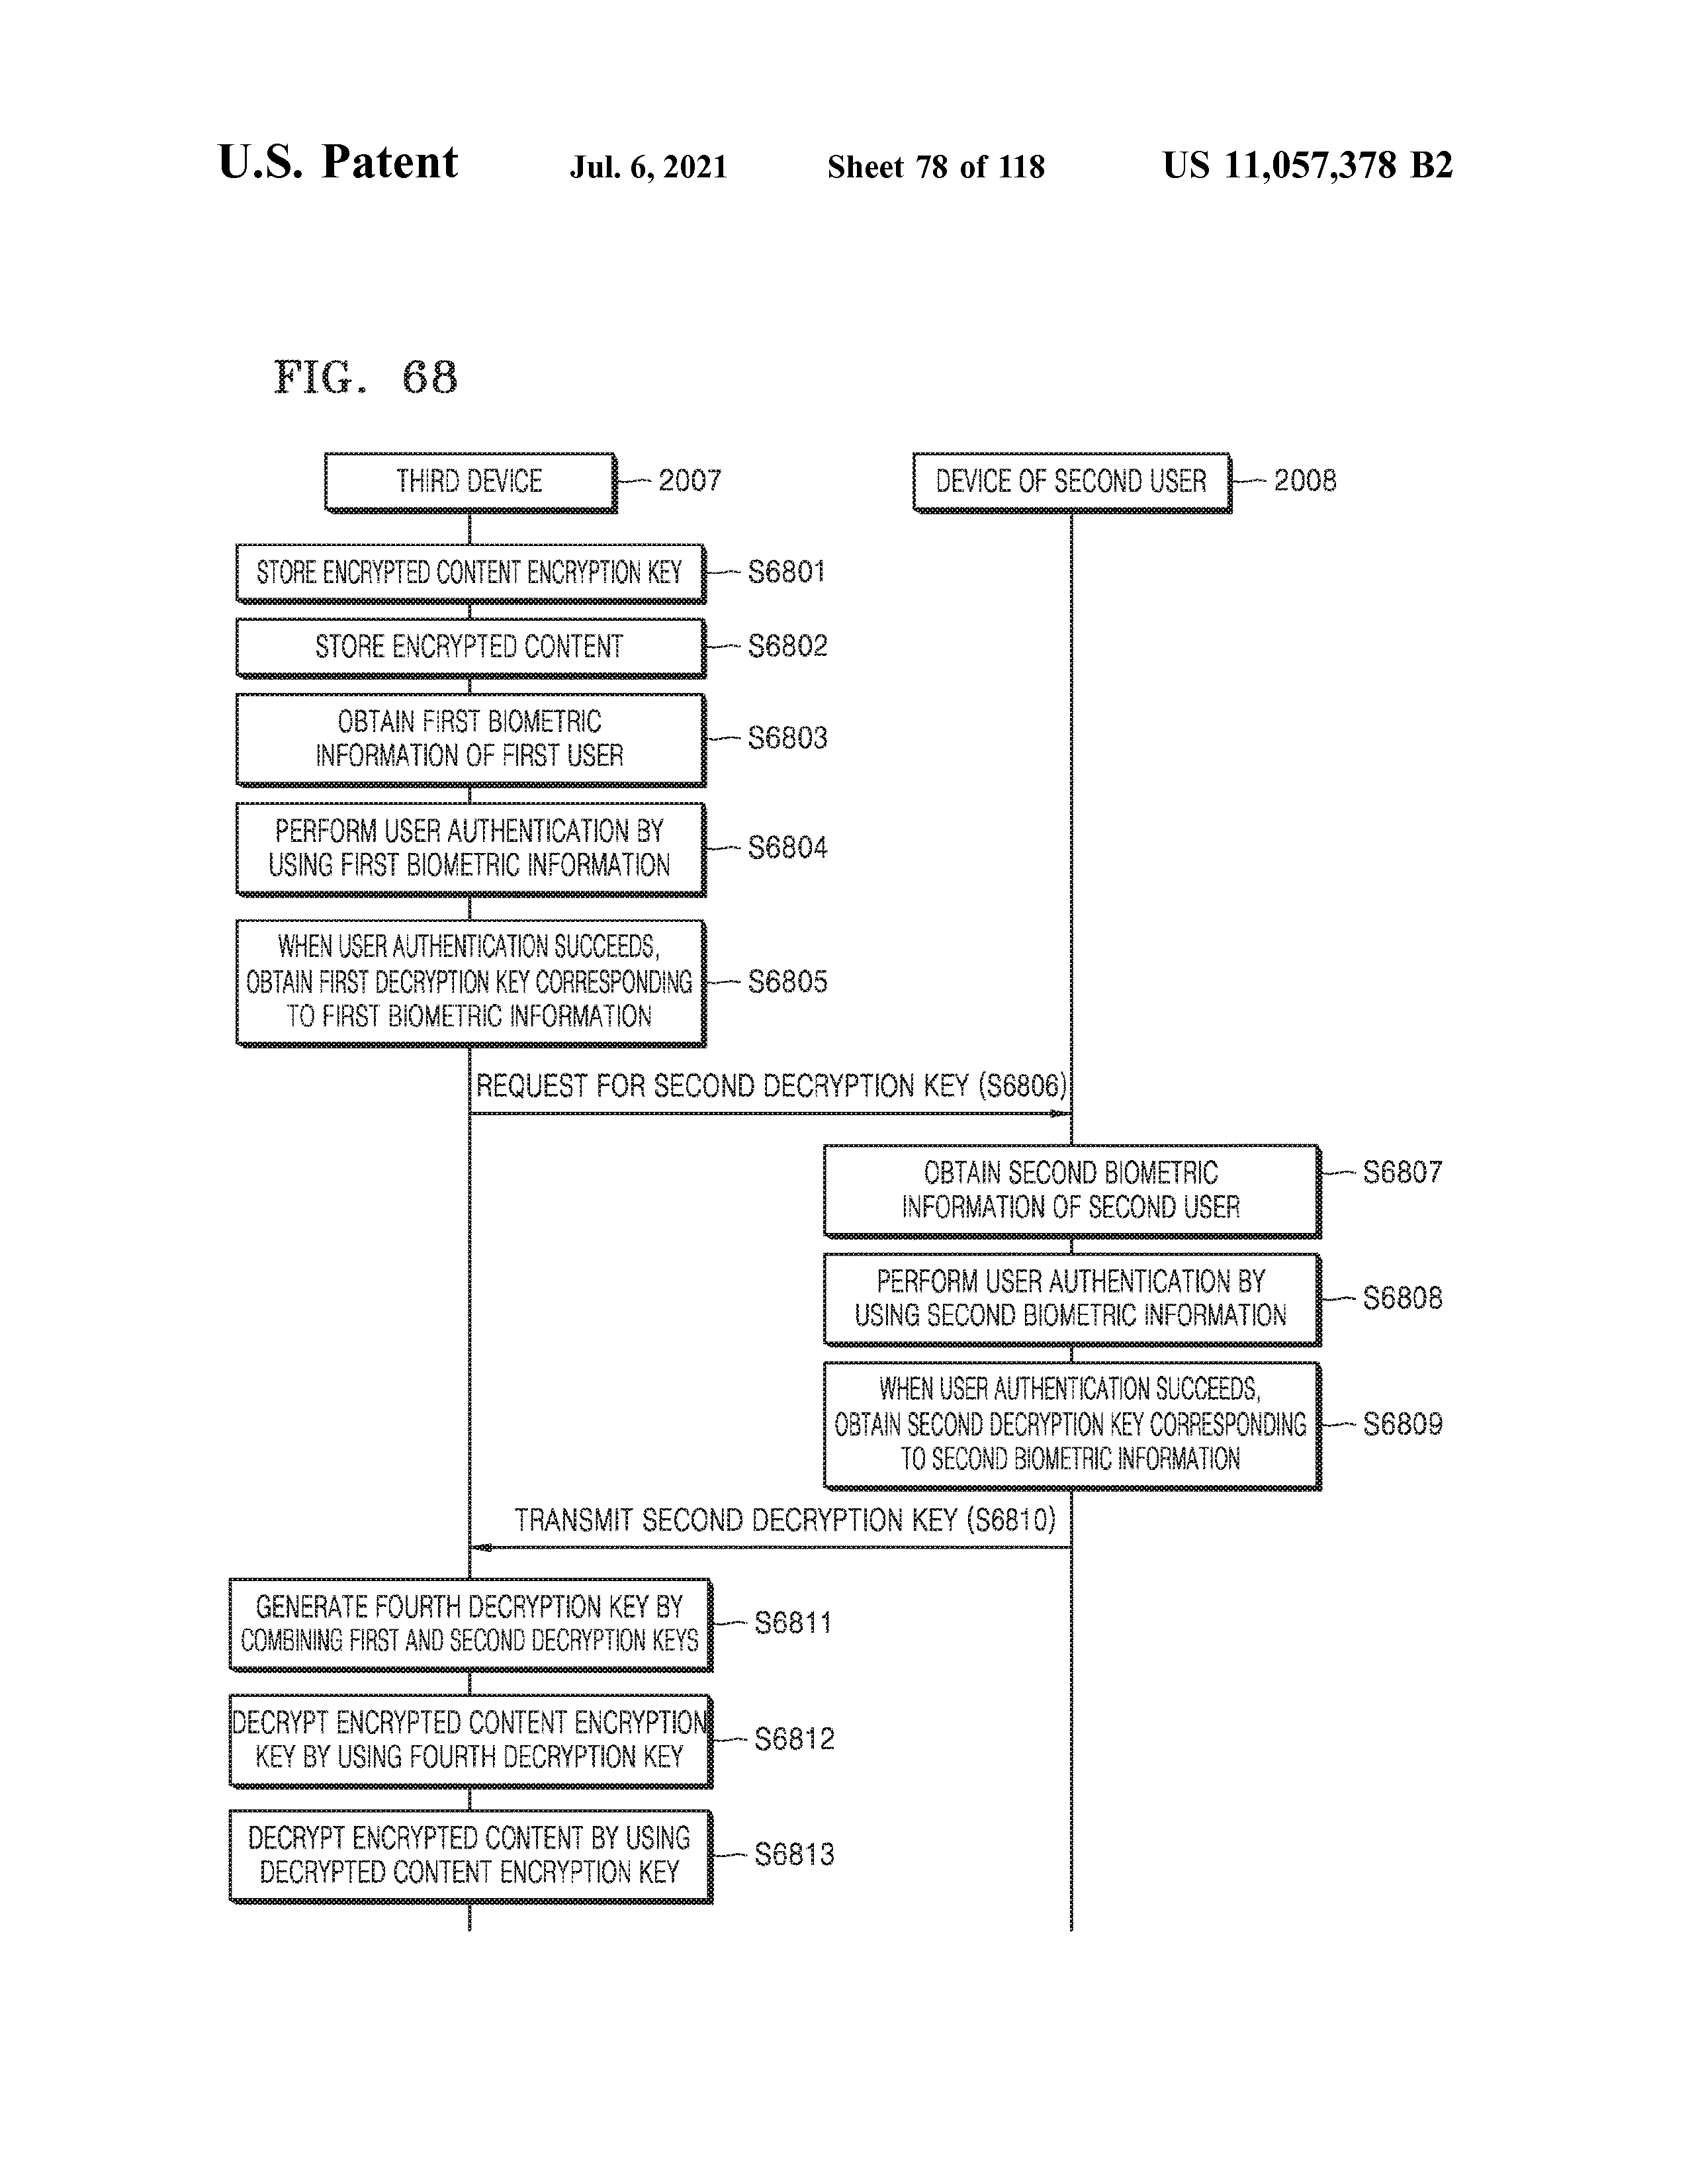 U.S. Patent Jul. 6, 2021 Sheet 78 of 118 US 11,057,378 B2
FIG. 68
THIRD DEVICE 2007 DEVICE OF SECOND USER 2008
STORE ENCRYPTED CONTENT ENCRYPTION KEY S6801
STORE ENCRYPTED CONTENT S6802
OBTAIN FIRST BIOMETRIC
INFORMATION OF FIRST USER
S6803
PERFORM USER AUTHENTICATION BY
USING FIRST BIOMETRIC INFORMATION
S6804
WHEN USER AUTHENTICATION SUCCEEDS,
OBTAIN FIRST DECRYPTION KEY CORRESPONDING
TO FIRST BIOMETRIC INFORMATION
S6805
REQUEST FOR SECOND DECRYPTION KEY (S6806)
OBTAIN SECOND BIOMETRIC
INFORMATION OF SECOND USER
S6807
PERFORM USER AUTHENTICATION BY
USING SECOND BIOMETRIC INFORMATION
S6808
WHEN USER AUTHENTICATION SUCCEEDS,
OBTAIN SECOND DECRYPTION KEY CORRESPONDING
TO SECOND BIOMETRIC INFORMATION
S6809
TRANSMIT SECOND DECRYPTION KEY (S6810)
GENERATE FOURTH DECRYPTION KEY BY
COMBINING FIRST AND SECOND DECRYPTION KEYS
S6811
DECRYPT ENCRYPTED CONTENT ENCRYPTION
KEY BY USING FOURTH DECRYPTION KEY
S6812
DECRYPT ENCRYPTED CONTENT BY USING
DECRYPTED CONTENT ENCRYPTION KEY
S6813